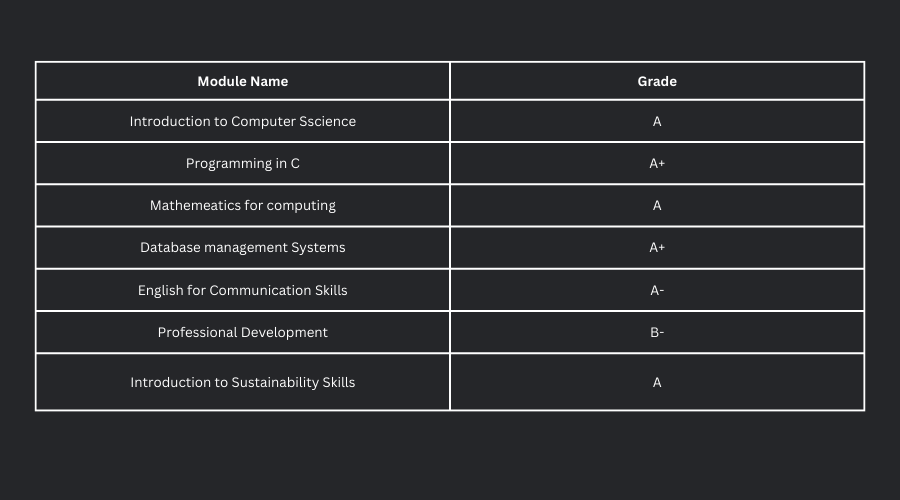 Module Name Grade
Introduction to Computer Sscience A
Programming in C A+
Mathemeatics for computing A
Database management Systems A+
English for Communication Skills A-
Professional Development B-
Introduction to Sustainability Skills A